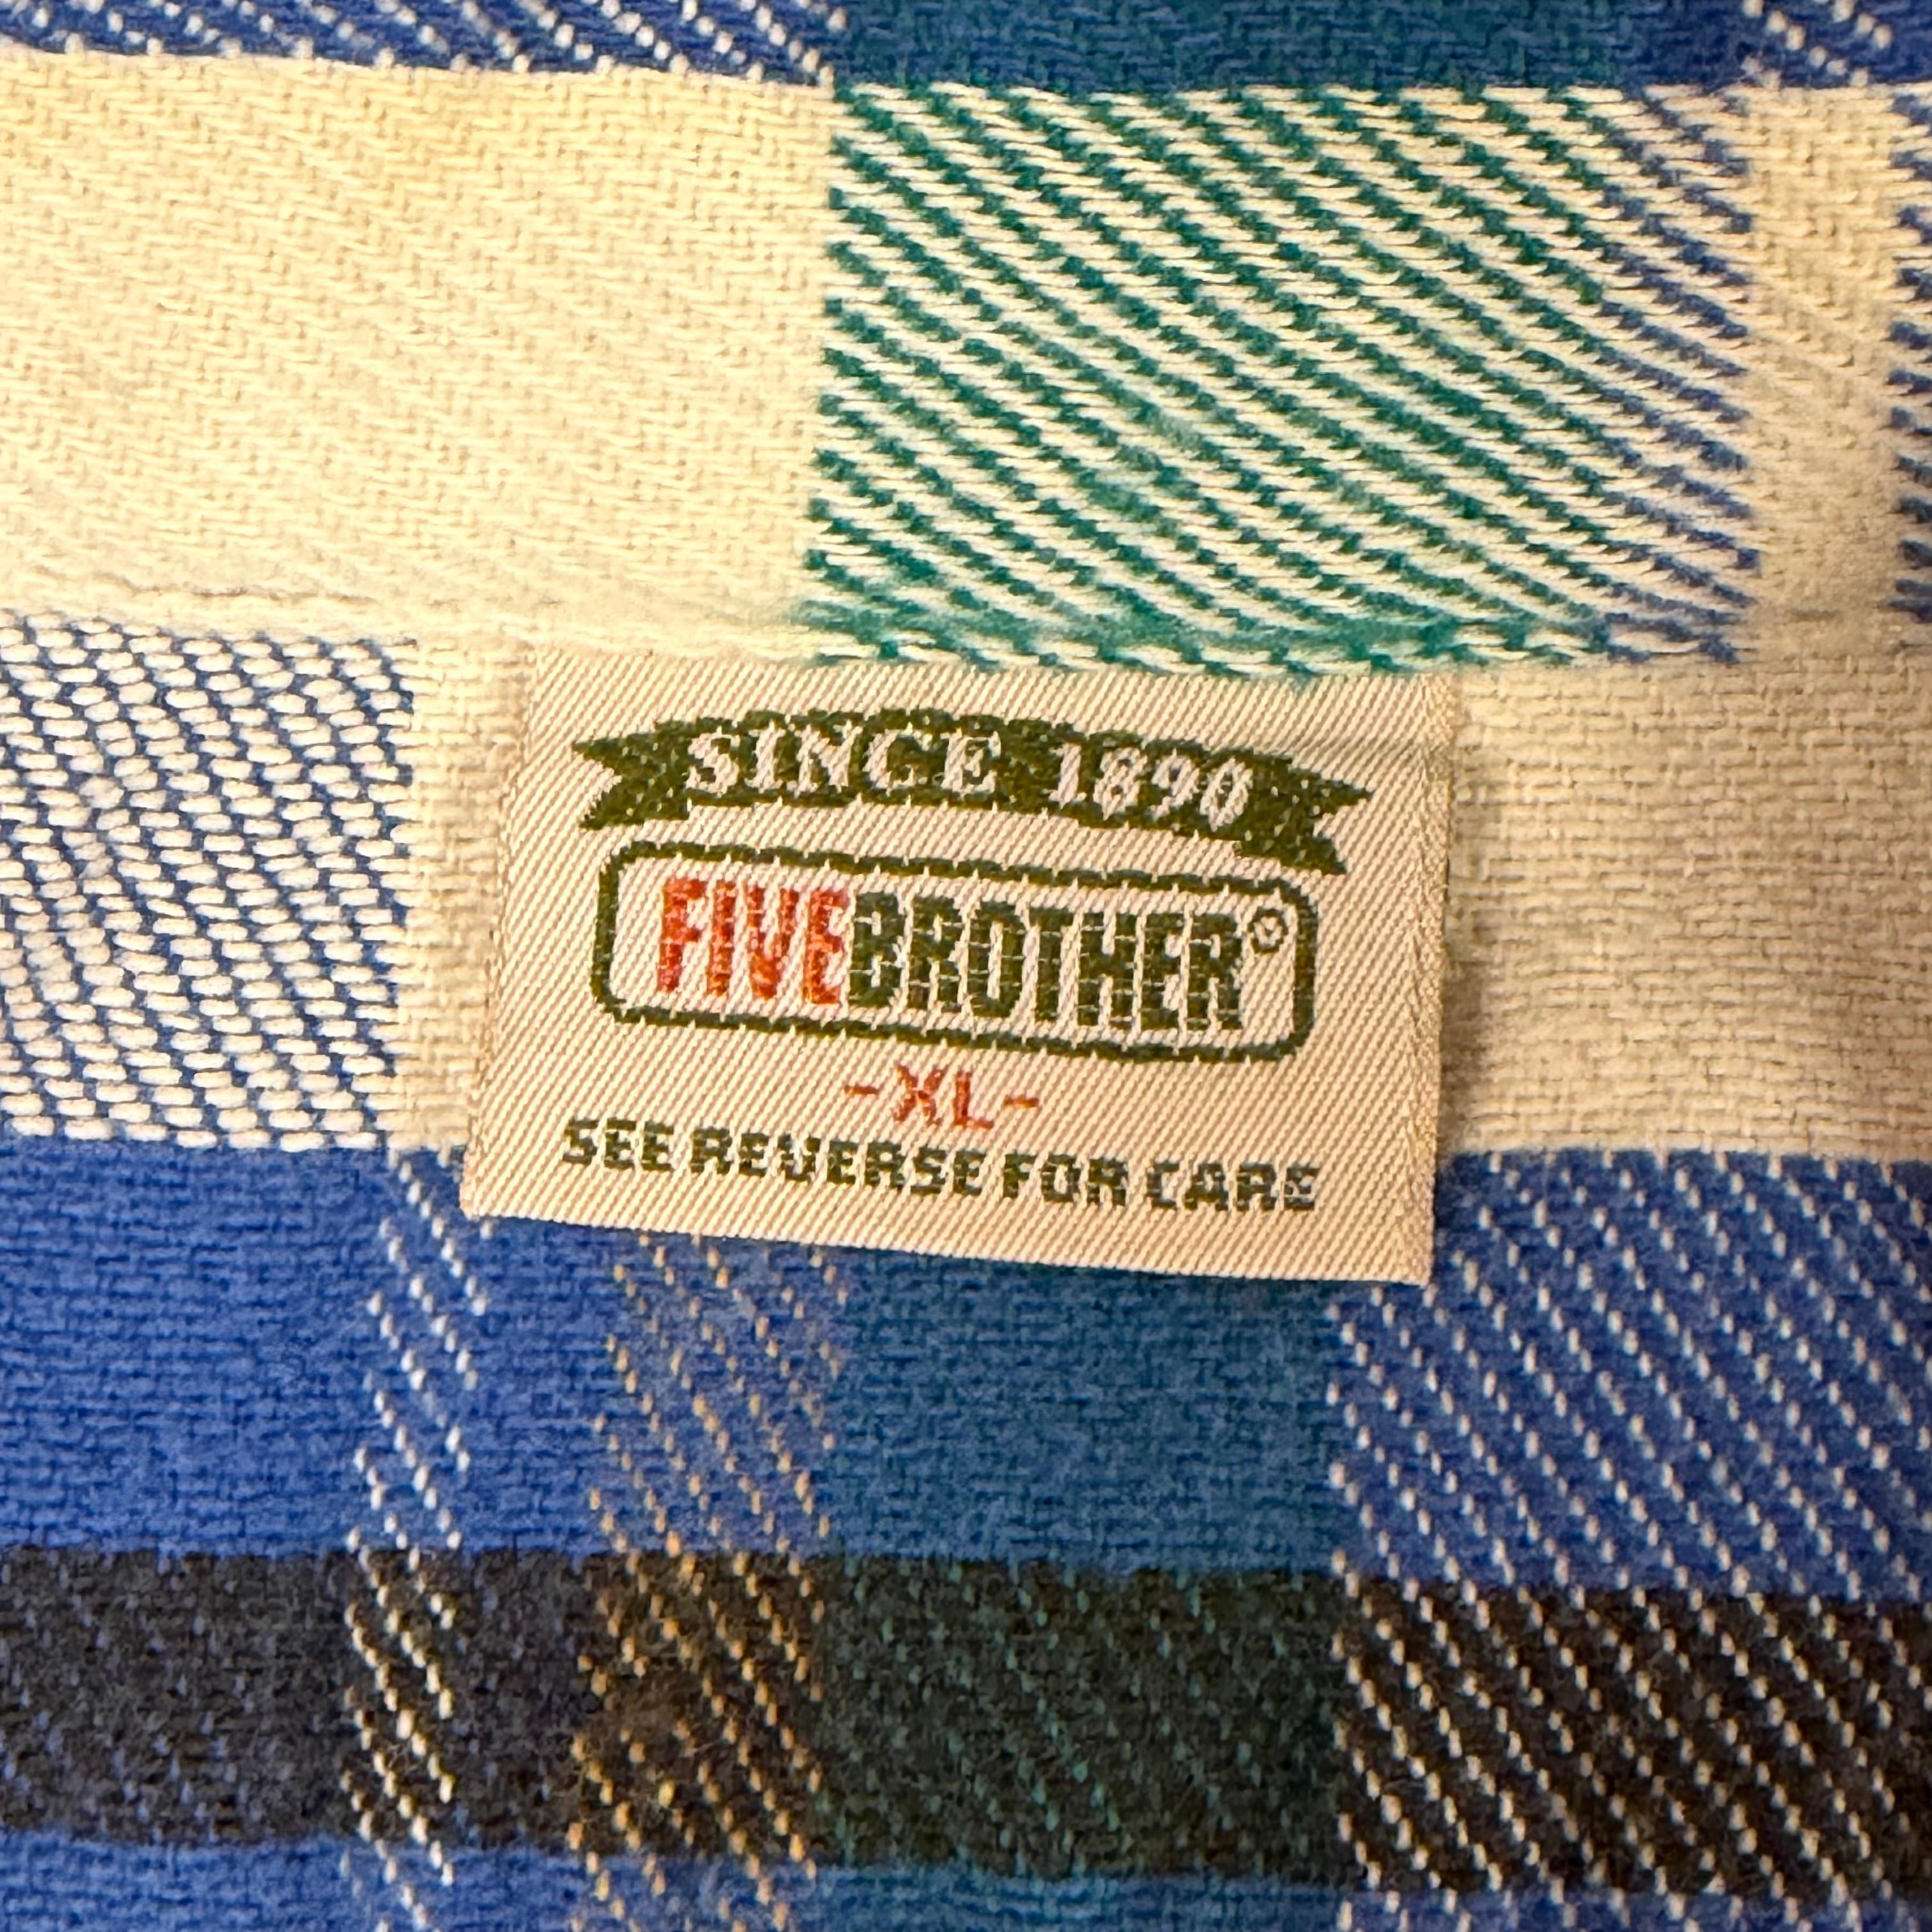 SINCE 1890
FIVEBROTHER®
-XL-
SEE REVERSE FOR CARE